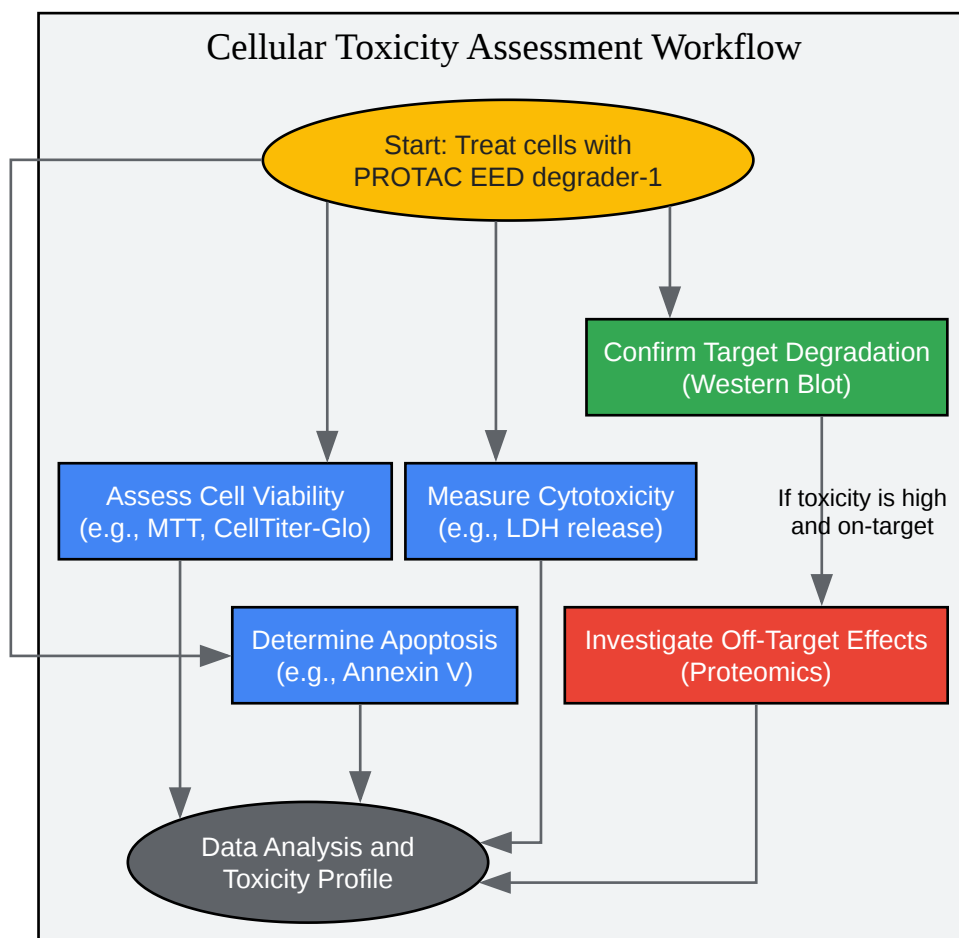 Cellular Toxicity Assessment Workflow
Start: Treat cells with
PROTAC EED degrader-1
Confirm Target Degradation
(Western Blot)
Assess Cell Viability
(e.g., MTT, CellTiter-Glo)
Measure Cytotoxicity
(e.g., LDH release)
If toxicity is high
and on-target
Determine Apoptosis
(e.g., Annexin V)
Investigate Off-Target Effects
(Proteomics)
Data Analysis and
Toxicity Profile